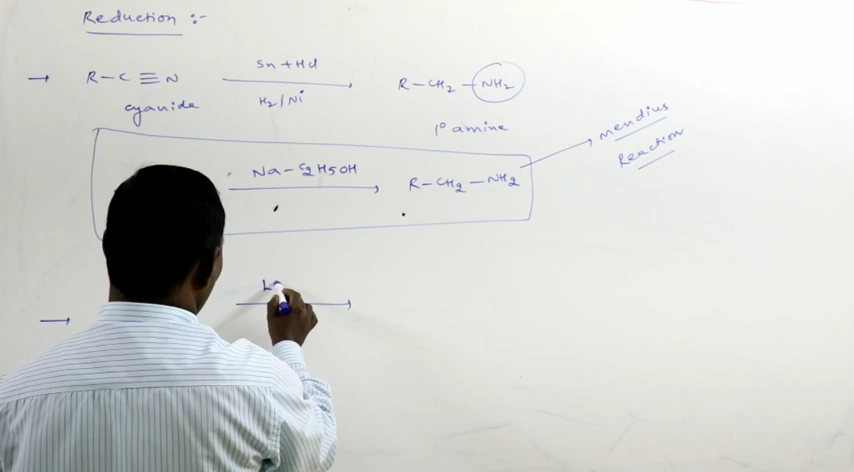 Reduction :-
→ R-C≡N Sn+HCl R-CH2-NH2
cyanide H2/Ni 1° amine
Na-C2H5OH R-CH2-NH2
mendius
Reaction
→ L